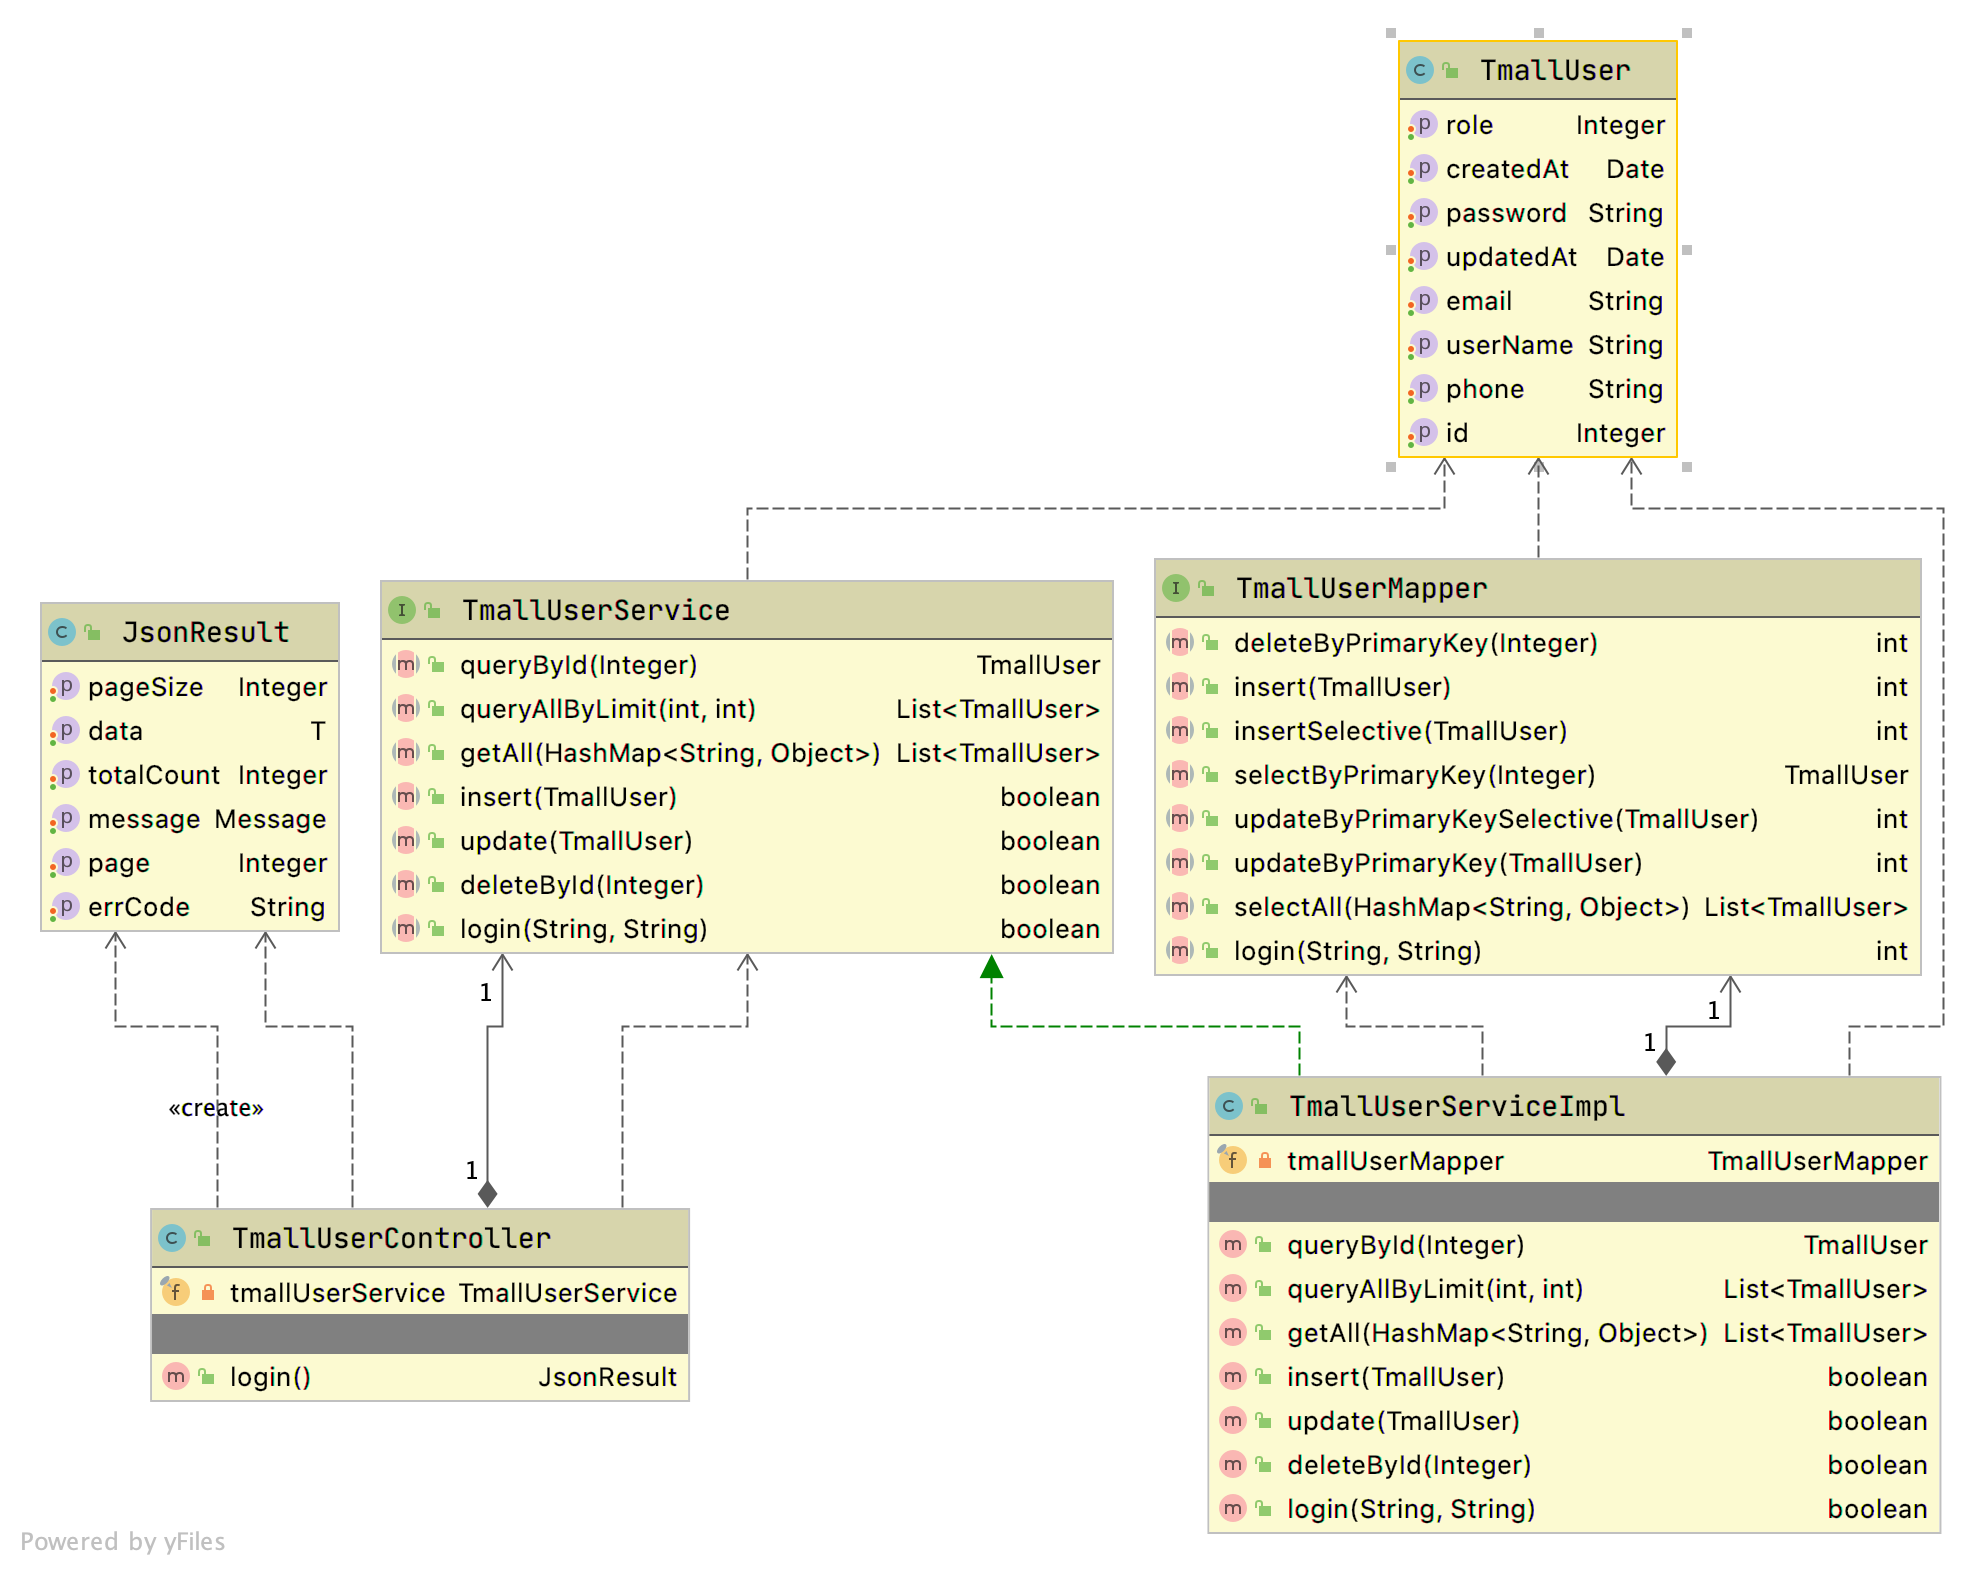 TmallUser
role Integer
createdAt Date
password String
updatedAt Date
email String
userName String
phone String
id Integer
JsonResult
pageSize Integer
data T
totalCount Integer
message Message
page Integer
errCode String
TmallUserService
queryById(Integer) TmallUser
queryAllByLimit(int, int) List<TmallUser>
getAll(HashMap<String, Object>) List<TmallUser>
insert(TmallUser) boolean
update(TmallUser) boolean
deleteById(Integer) boolean
login(String, String) boolean
TmallUserMapper
deleteByPrimaryKey(Integer) int
insert(TmallUser) int
insertSelective(TmallUser) int
selectByPrimaryKey(Integer) TmallUser
updateByPrimaryKeySelective(TmallUser) int
updateByPrimaryKey(TmallUser) int
selectAll(HashMap<String, Object>) List<TmallUser>
login(String, String) int
1
1
1
1
«create»
TmallUserController
tmallUserService TmallUserService
login() JsonResult
TmallUserServiceImpl
tmallUserMapper TmallUserMapper
queryById(Integer) TmallUser
queryAllByLimit(int, int) List<TmallUser>
getAll(HashMap<String, Object>) List<TmallUser>
insert(TmallUser) boolean
update(TmallUser) boolean
deleteById(Integer) boolean
login(String, String) boolean
Powered by yFiles